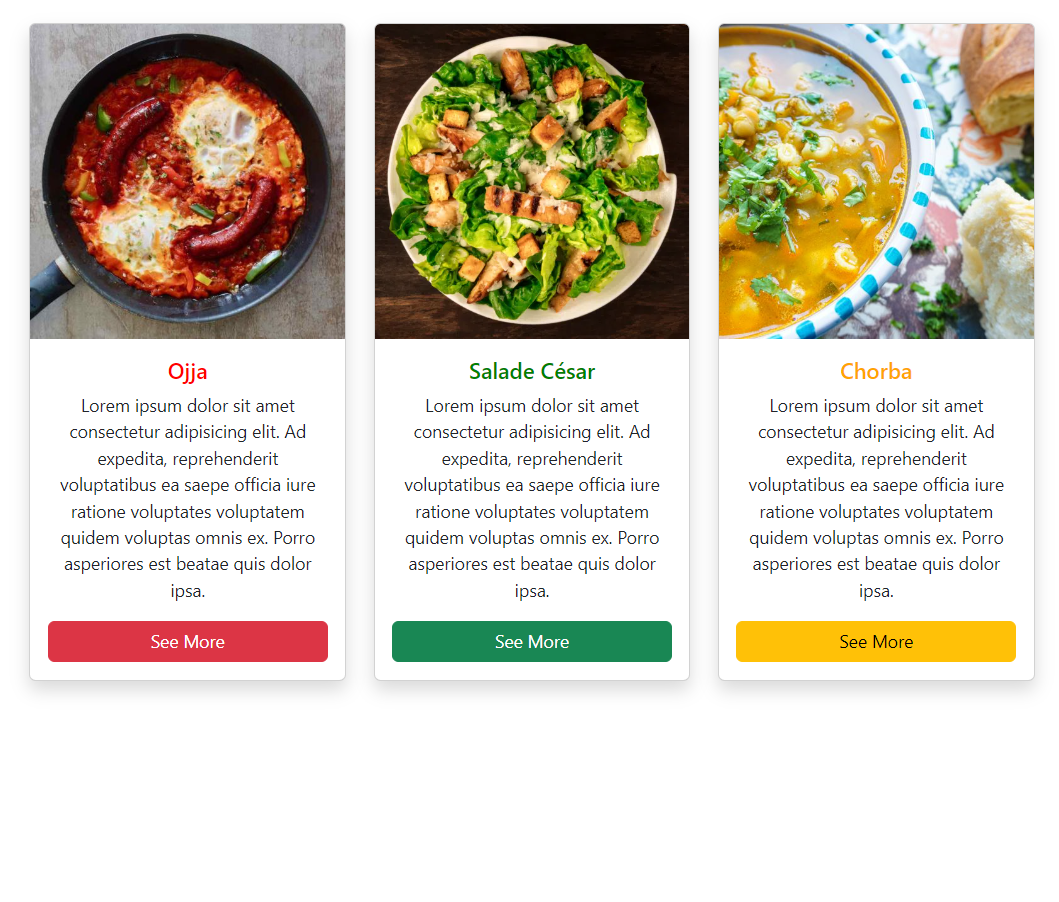 Ojja
Lorem ipsum dolor sit amet
consectetur adipisicing elit. Ad
expedita, reprehenderit
voluptatibus ea saepe officia iure
ratione voluptates voluptatem
quidem voluptas omnis ex. Porro
asperiores est beatae quis dolor
ipsa.
See More
Salade César
Lorem ipsum dolor sit amet
consectetur adipisicing elit. Ad
expedita, reprehenderit
voluptatibus ea saepe officia iure
ratione voluptates voluptatem
quidem voluptas omnis ex. Porro
asperiores est beatae quis dolor
ipsa.
See More
Chorba
Lorem ipsum dolor sit amet
consectetur adipisicing elit. Ad
expedita, reprehenderit
voluptatibus ea saepe officia iure
ratione voluptates voluptatem
quidem voluptas omnis ex. Porro
asperiores est beatae quis dolor
ipsa.
See More